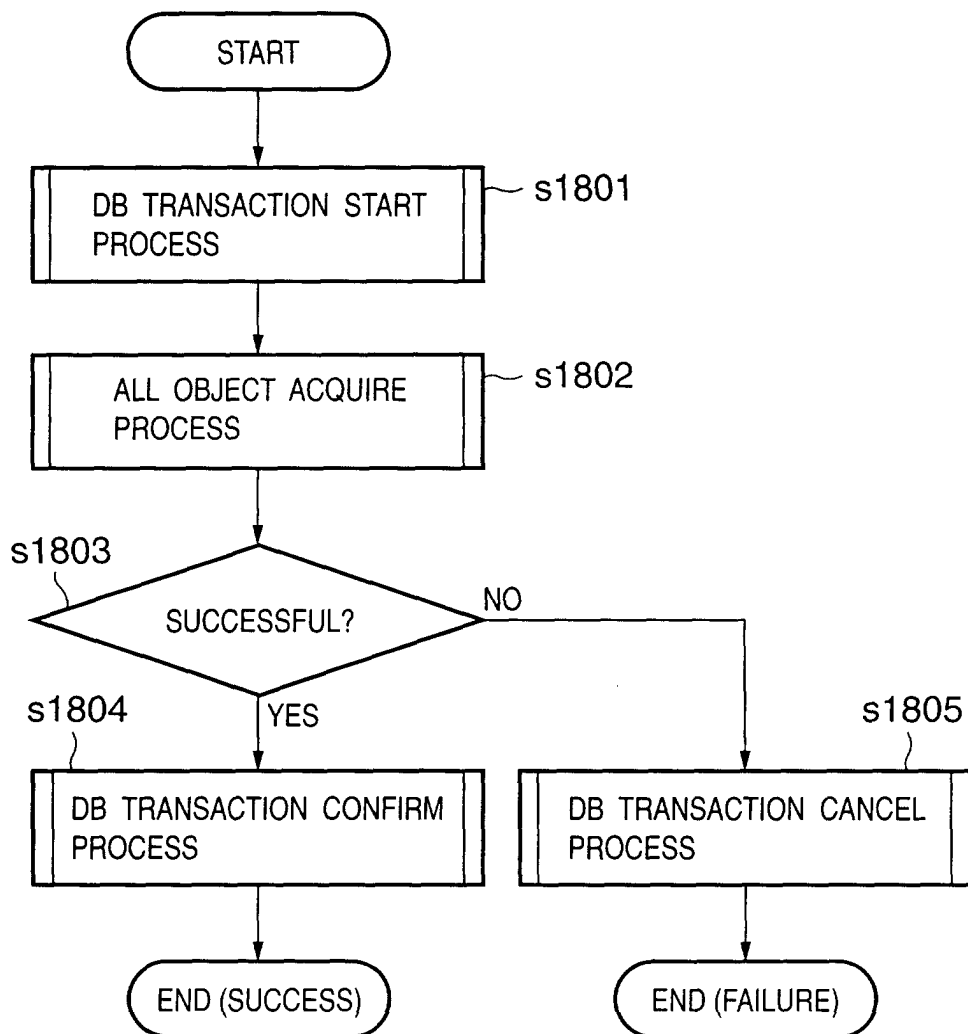 START
DB TRANSACTION START
PROCESS
s1801
ALL OBJECT ACQUIRE
PROCESS
s1802
s1803
SUCCESSFUL?
NO
YES
s1804
DB TRANSACTION CONFIRM
PROCESS
s1805
DB TRANSACTION CANCEL
PROCESS
END (SUCCESS)
END (FAILURE)